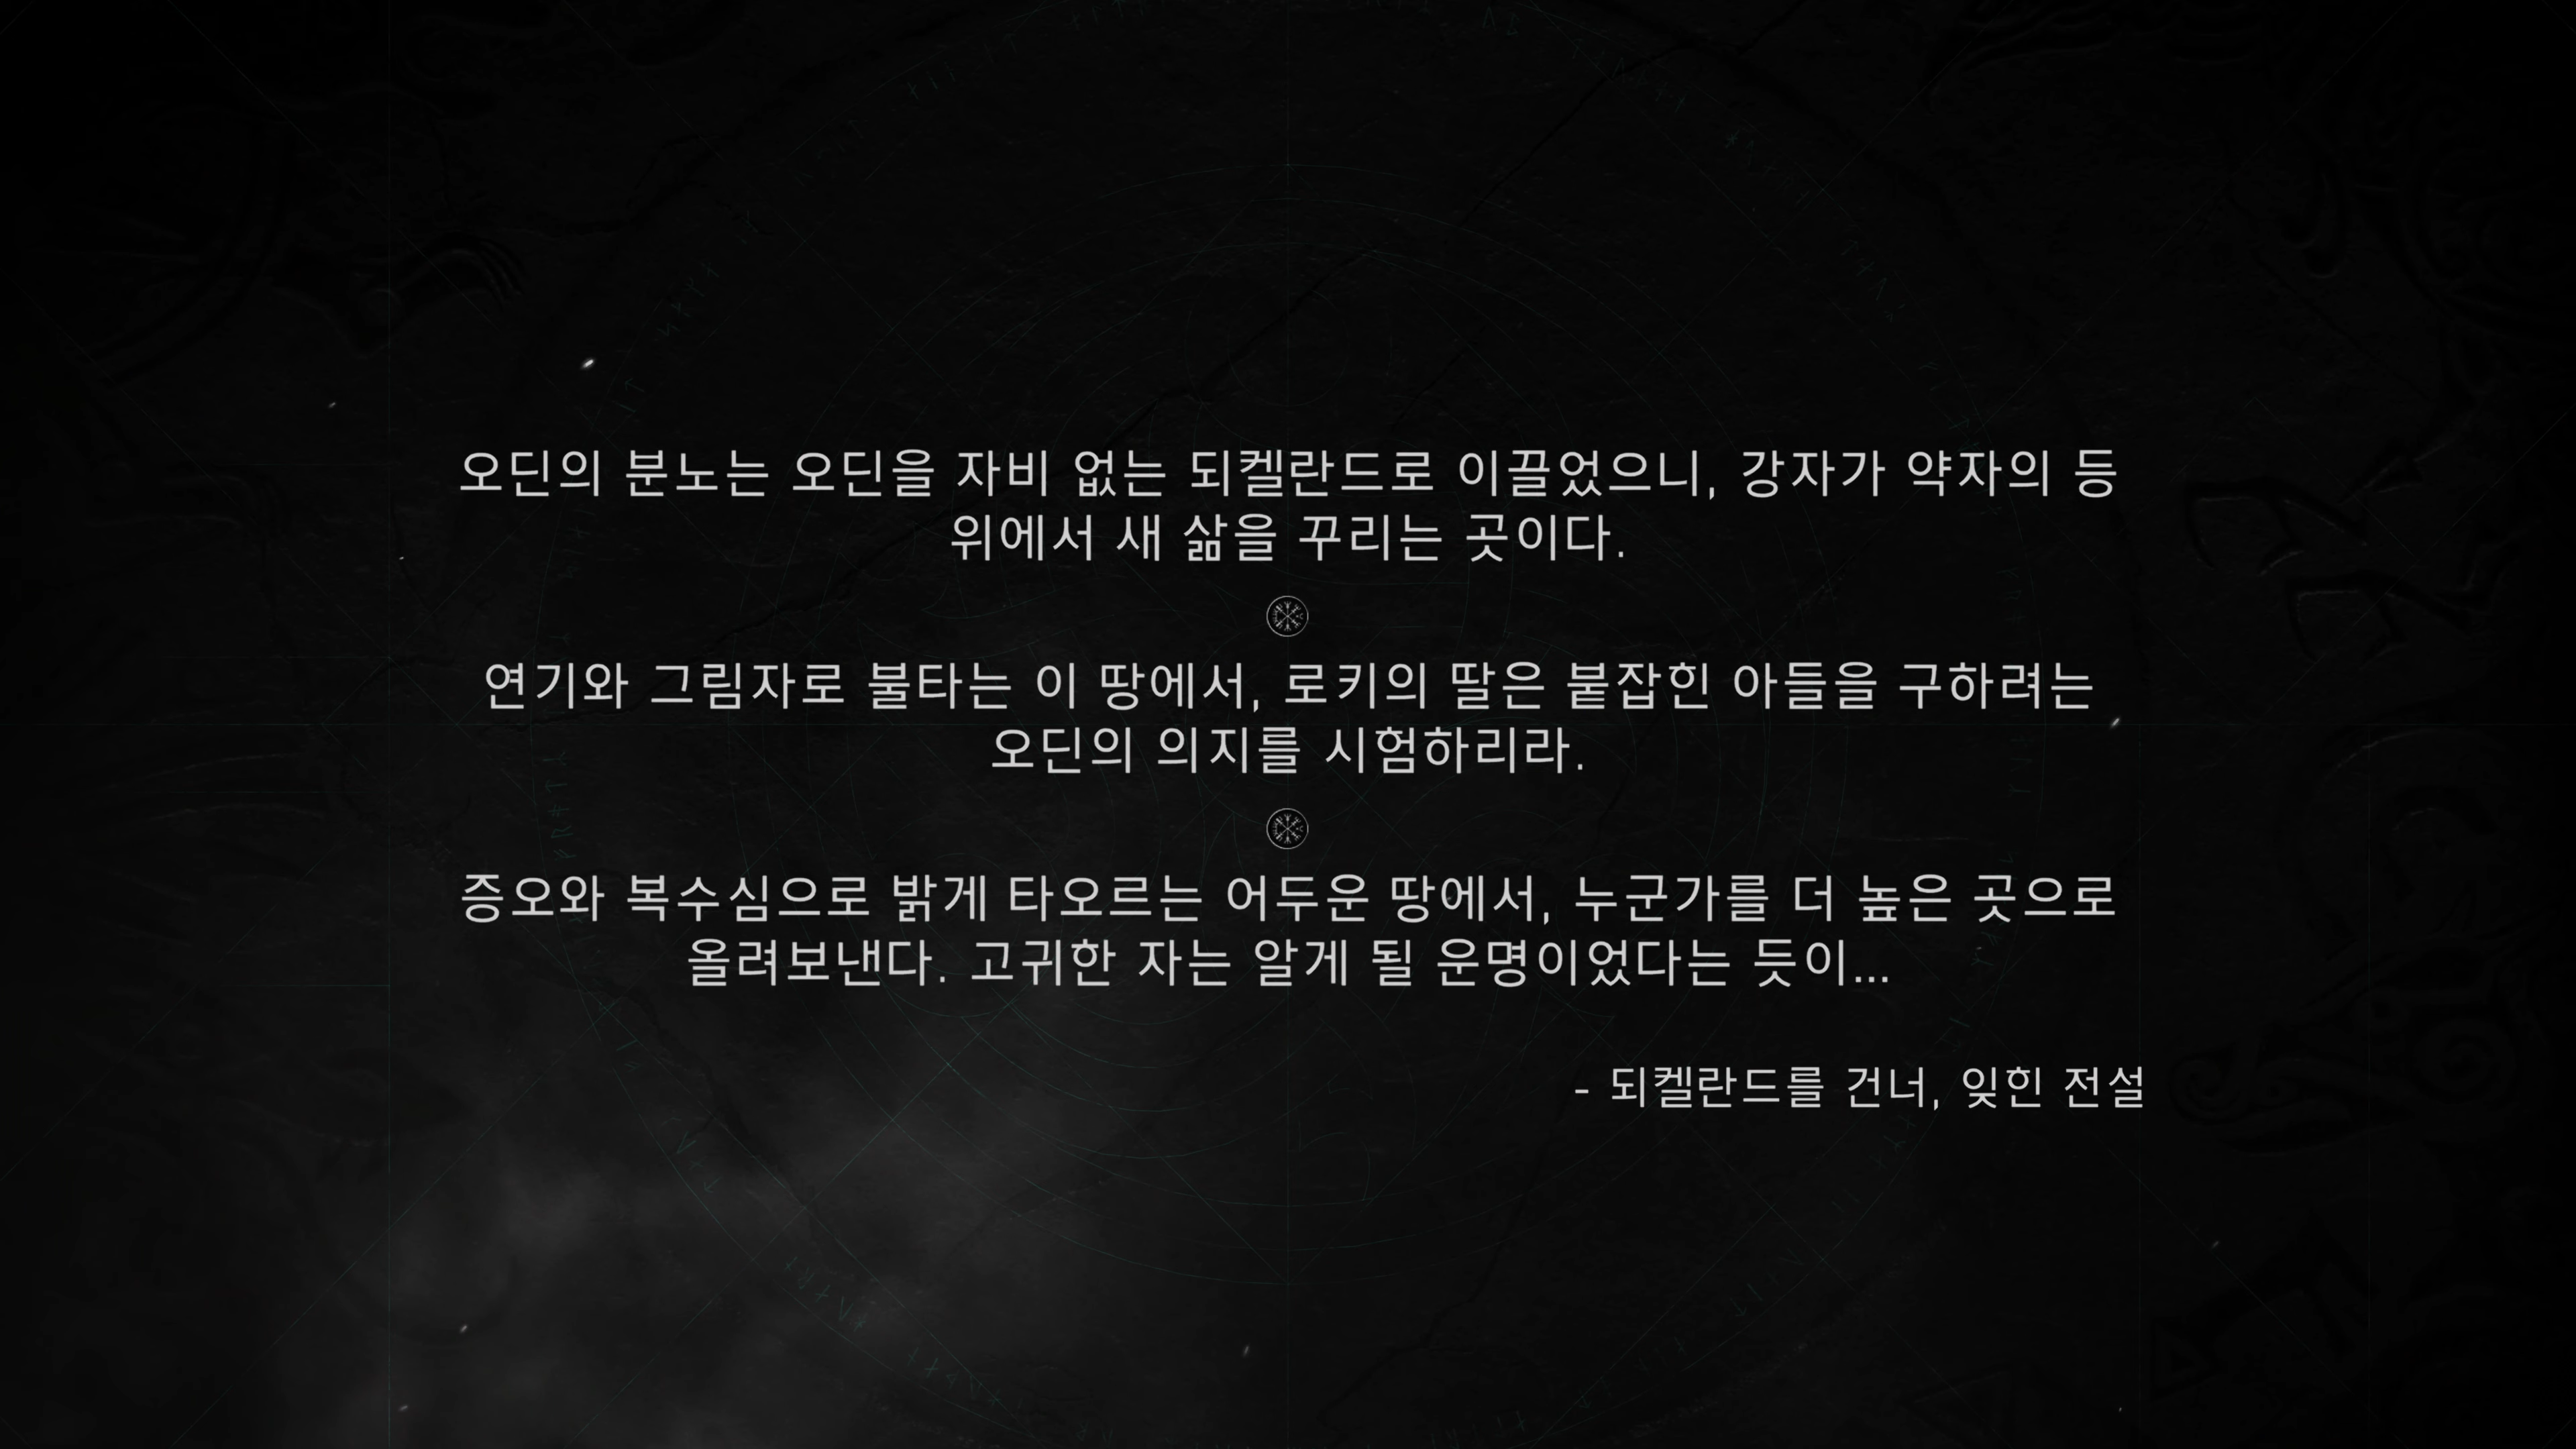 오딘의 분노는 오딘을 자비 없는 되켈란드로 이끌었으니, 강자가 약자의 등
위에서 새 삶을 꾸리는 곳이다.
연기와 그림자로 불타는 이 땅에서, 로키의 딸은 붙잡힌 아들을 구하려는
오딘의 의지를 시험하리라.
증오와 복수심으로 밝게 타오르는 어두운 땅에서, 누군가를 더 높은 곳으로
올려보낸다. 고귀한 자는 알게 될 운명이었다는 듯이...
- 되켈란드를 건너, 잊힌 전설